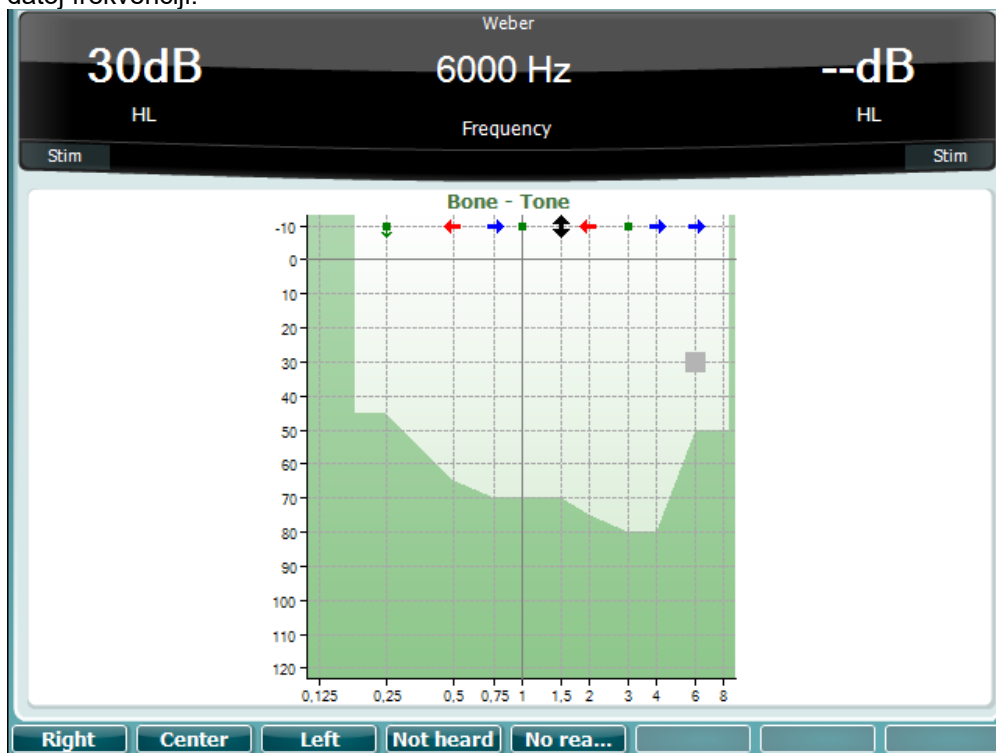 datoj frekvenciji.
Weber
30dB 6000 Hz --dB
HL Frequency HL
Stim Stim
Bone - Tone
-10
0
10
20
30
40
50
60
70
80
90
100
110
120
0,125 0,25 0,5 0,75 1 1,5 2 3 4 6 8
Right Center Left Not heard No rea...